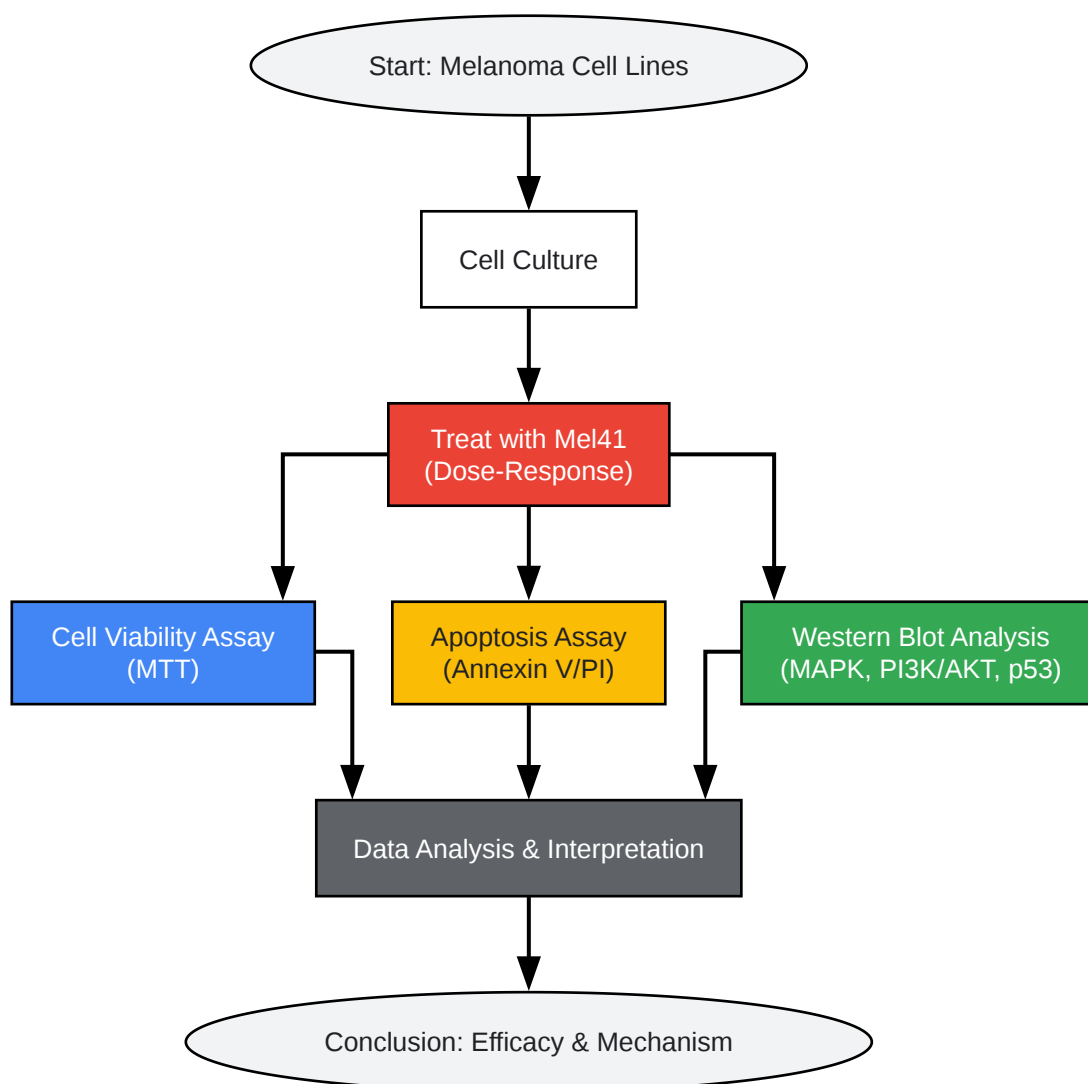 Start: Melanoma Cell Lines
Cell Culture
Treat with Mel41
(Dose-Response)
Cell Viability Assay
(MTT)
Apoptosis Assay
(Annexin V/PI)
Western Blot Analysis
(MAPK, PI3K/AKT, p53)
Data Analysis & Interpretation
Conclusion: Efficacy & Mechanism